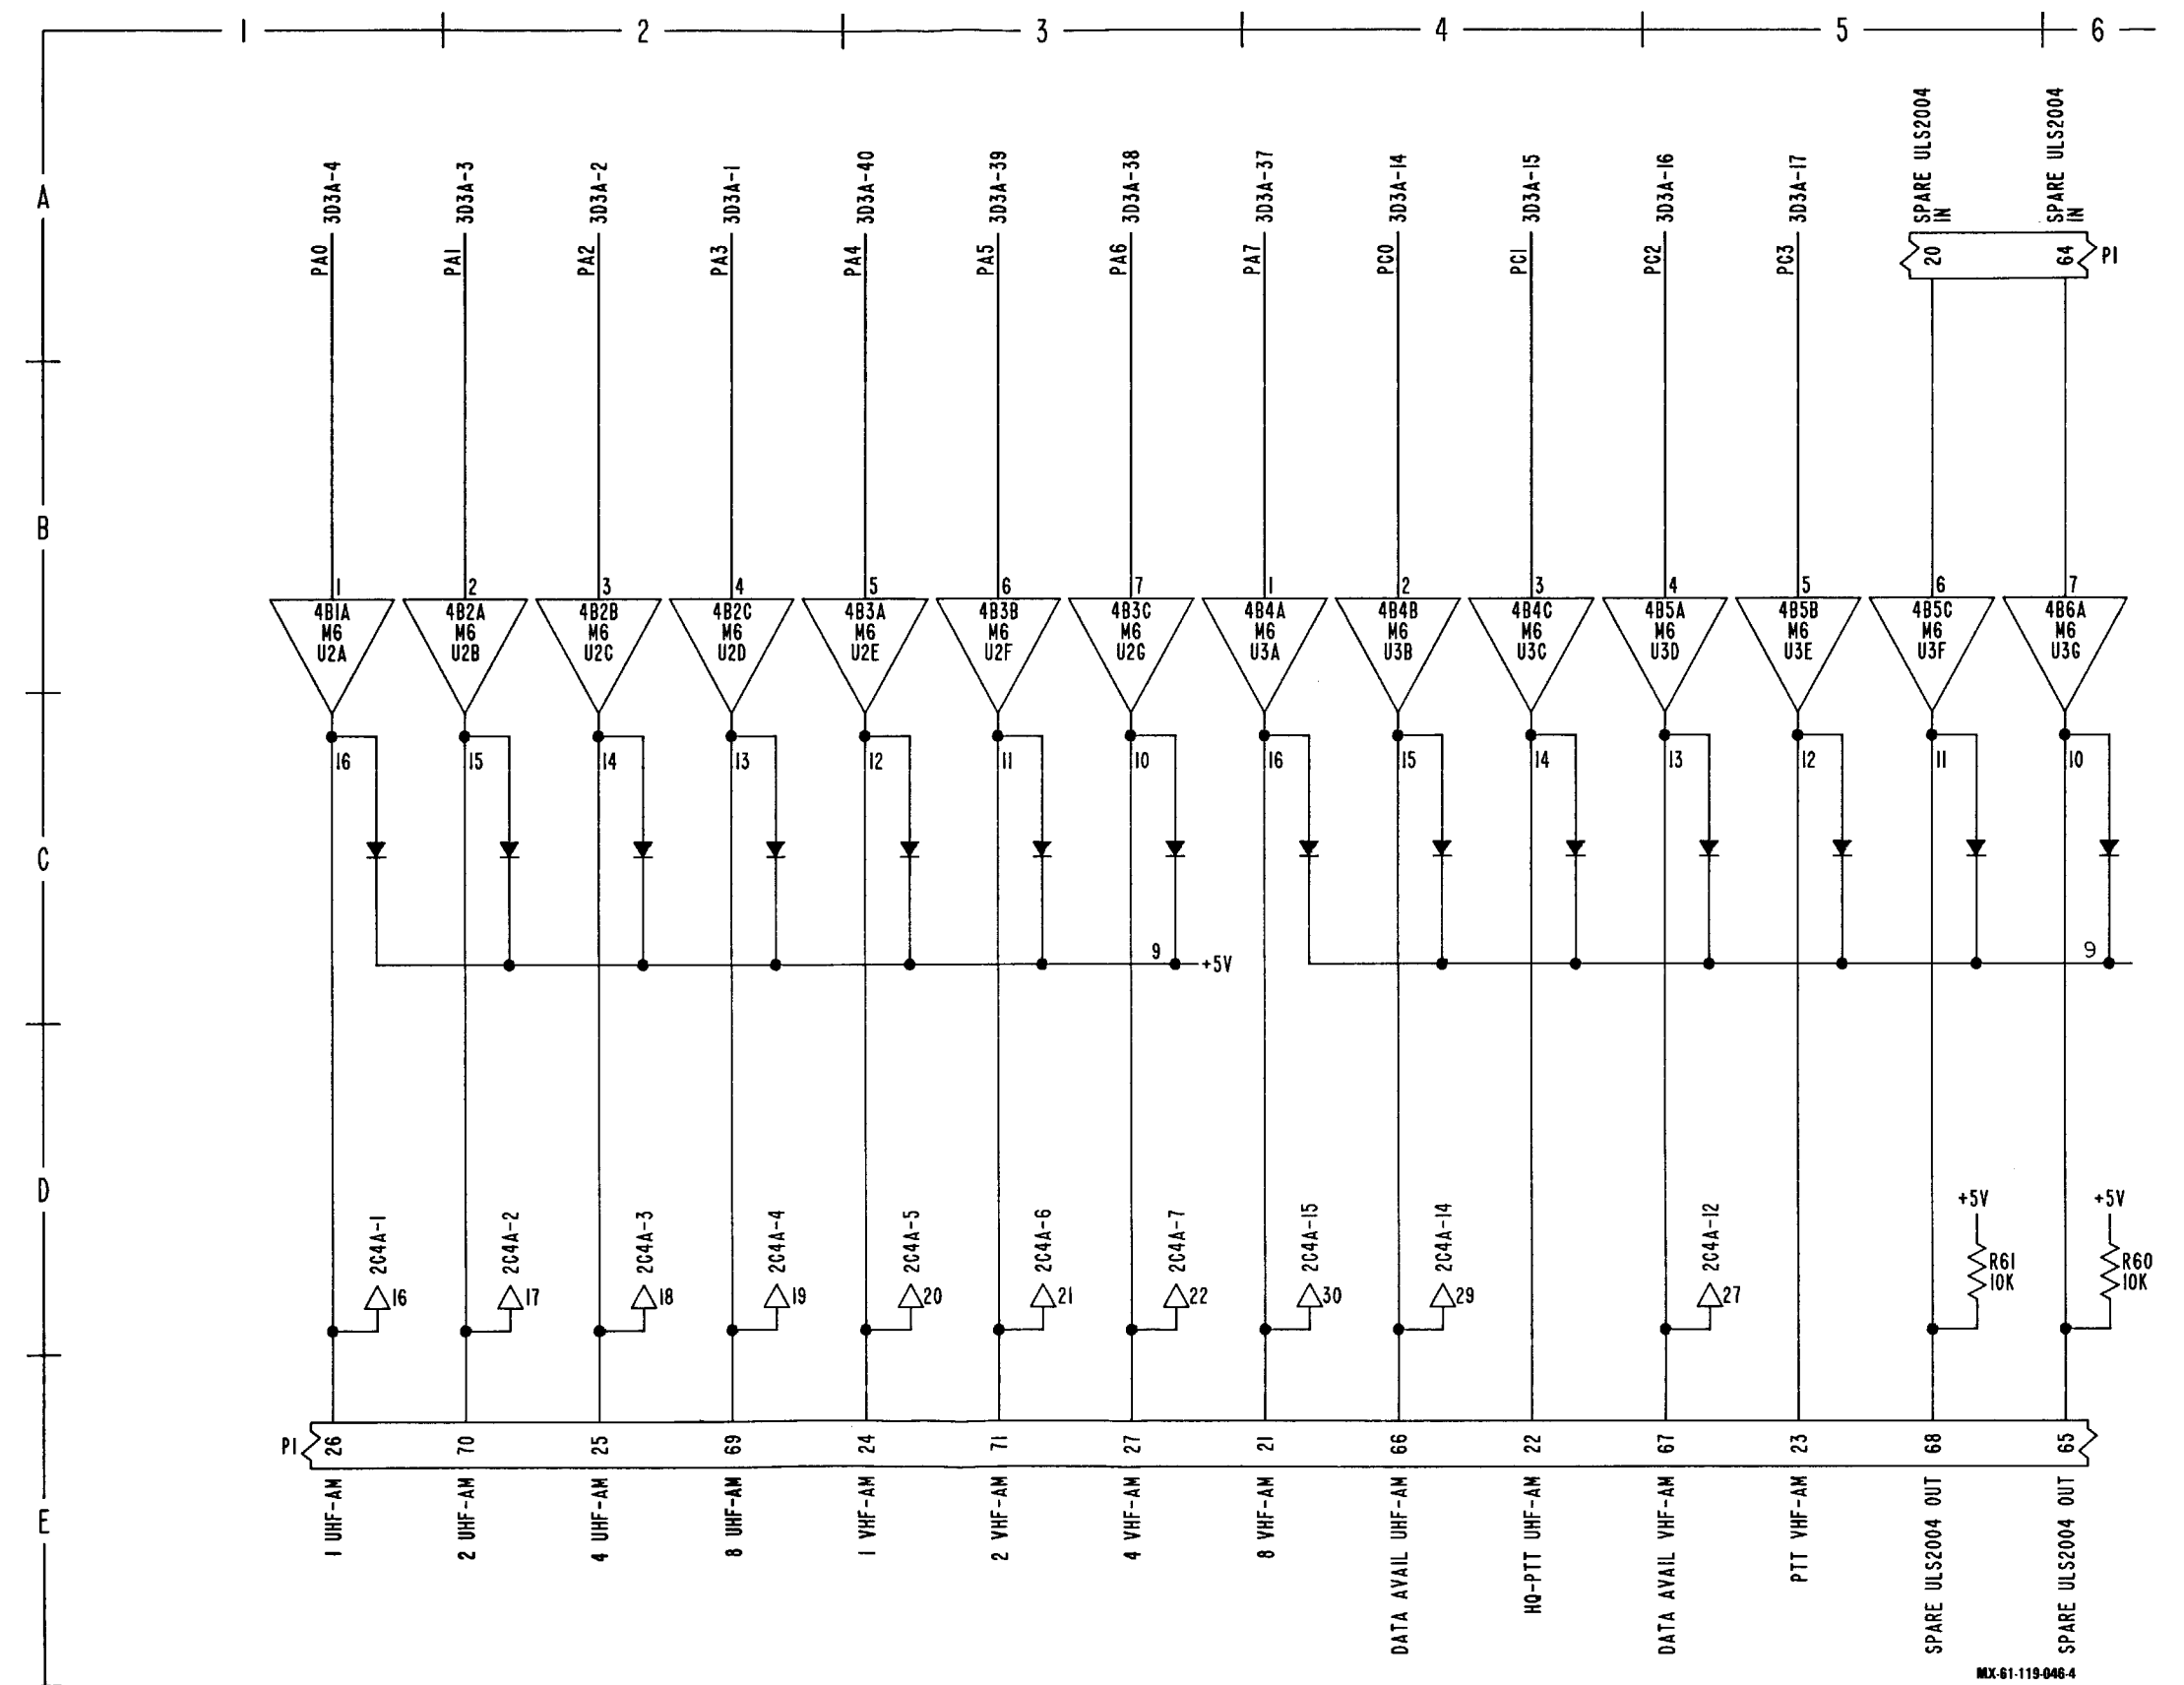 1 2 3 4 5 6
A
B
C
D
E
3D3A-4
3D3A-3
3D3A-2
3D3A-1
3D3A-40
3D3A-39
3D3A-38
3D3A-37
3D3A-14
3D3A-15
3D3A-16
3D3A-17
SPARE ULS2004
IN
SPARE ULS2004
IN
PA0
PA1
PA2
PA3
PA4
PA5
PA6
PA7
PC0
PC1
PC2
PC3
20
64
P1
1 2 3 4 5 6 7 1 2 3 4 5 6 7
4B1A
M6
U2A
4B2A
M6
U2B
4B2B
M6
U2C
4B2C
M6
U2D
4B3A
M6
U2E
4B3B
M6
U2F
4B3C
M6
U2G
4B4A
M6
U3A
4B4B
M6
U3B
4B4C
M6
U3C
4B5A
M6
U3D
4B5B
M6
U3E
4B5C
M6
U3F
4B6A
M6
U3G
16 15 14 13 12 11 10 16 15 14 13 12 11 10
9
+5V
9
2C4A-1
16
2C4A-2
17
2C4A-3
18
2C4A-4
19
2C4A-5
20
2C4A-6
21
2C4A-7
22
2C4A-15
30
2C4A-14
29
2C4A-12
27
+5V
R61
10K
+5V
R60
10K
P1
26
70
25
69
24
71
27
21
66
22
67
23
68
65
1 UHF-AM
2 UHF-AM
4 UHF-AM
8 UHF-AM
1 VHF-AM
2 VHF-AM
4 VHF-AM
8 VHF-AM
DATA AVAIL UHF-AM
HQ-PTT UHF-AM
DATA AVAIL VHF-AM
PTT VHF-AM
SPARE ULS2004 OUT
SPARE ULS2004 OUT
MX-61-119-046-4